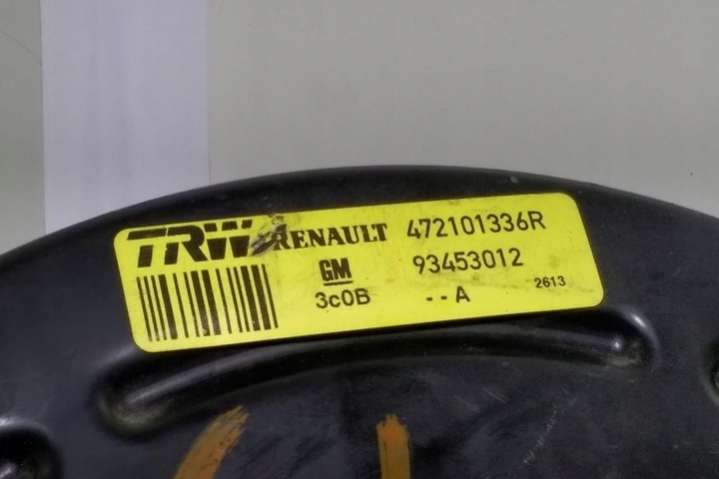 TRW RENAULT 472101336R
GM 93453012
3c0B --A 2613